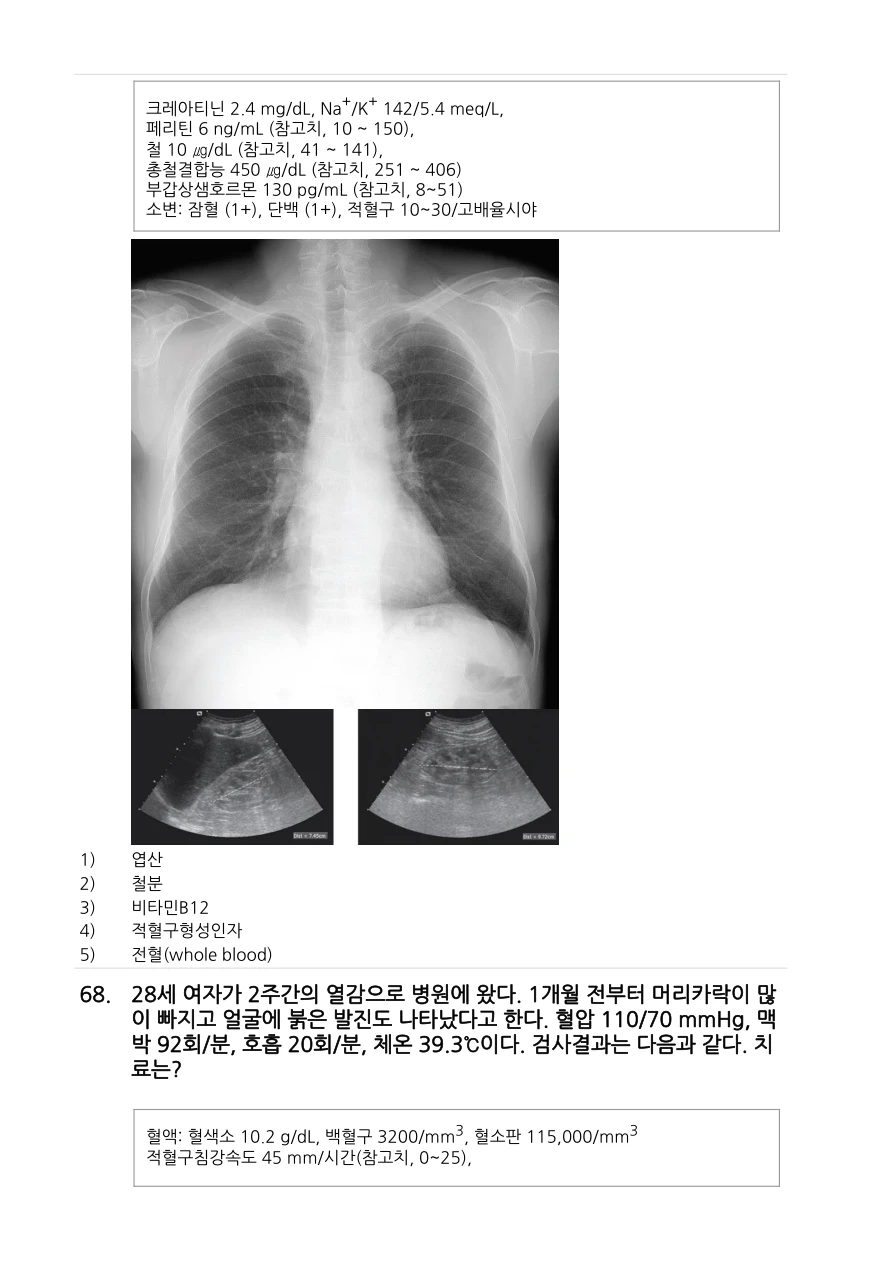 크레아티닌 2.4 mg/dL, Na+/K+ 142/5.4 meq/L,
페리틴 6 ng/mL (참고치, 10 ~ 150),
철 10 ㎍/dL (참고치, 41 ~ 141),
총철결합능 450 ㎍/dL (참고치, 251 ~ 406)
부갑상샘호르몬 130 pg/mL (참고치, 8~51)
소변: 잠혈 (1+), 단백 (1+), 적혈구 10~30/고배율시야
Dist = 7.45cm
Dist = 9.72cm
1) 엽산
2) 철분
3) 비타민B12
4) 적혈구형성인자
5) 전혈(whole blood)
68. 28세 여자가 2주간의 열감으로 병원에 왔다. 1개월 전부터 머리카락이 많
이 빠지고 얼굴에 붉은 발진도 나타났다고 한다. 혈압 110/70 mmHg, 맥
박 92회/분, 호흡 20회/분, 체온 39.3℃이다. 검사결과는 다음과 같다. 치
료는?
혈액: 혈색소 10.2 g/dL, 백혈구 3200/mm3, 혈소판 115,000/mm3
적혈구침강속도 45 mm/시간(참고치, 0~25),